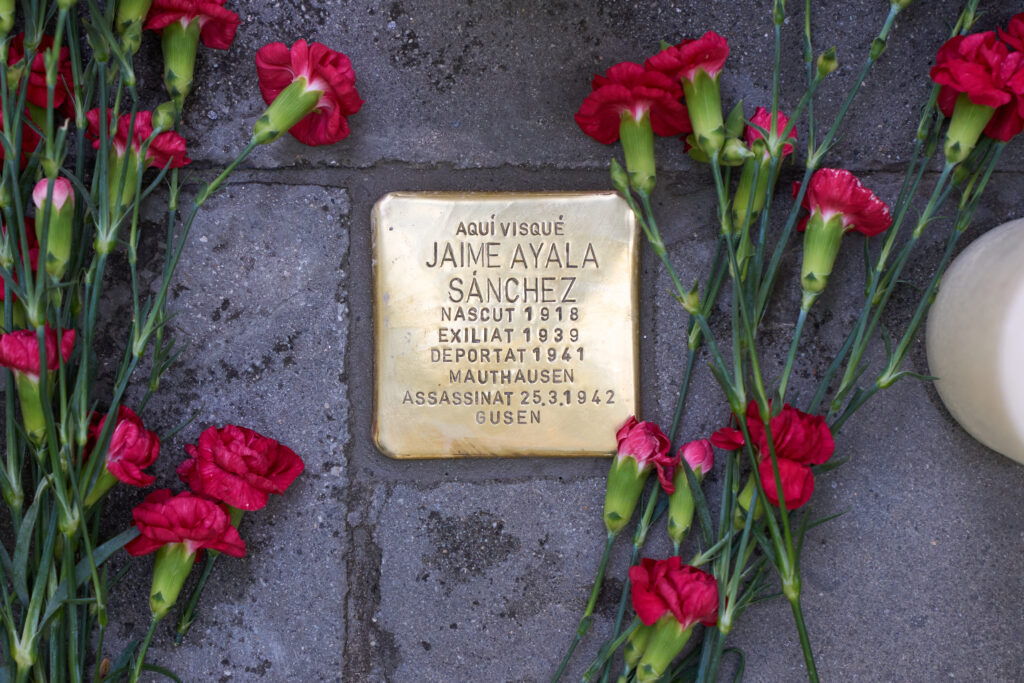 AQUÍ VISQUÉ
JAIME AYALA
SÁNCHEZ
NASCUT 1918
EXILIAT 1939
DEPORTAT 1941
MAUTHAUSEN
ASSASSINAT 25.3.1942
GUSEN